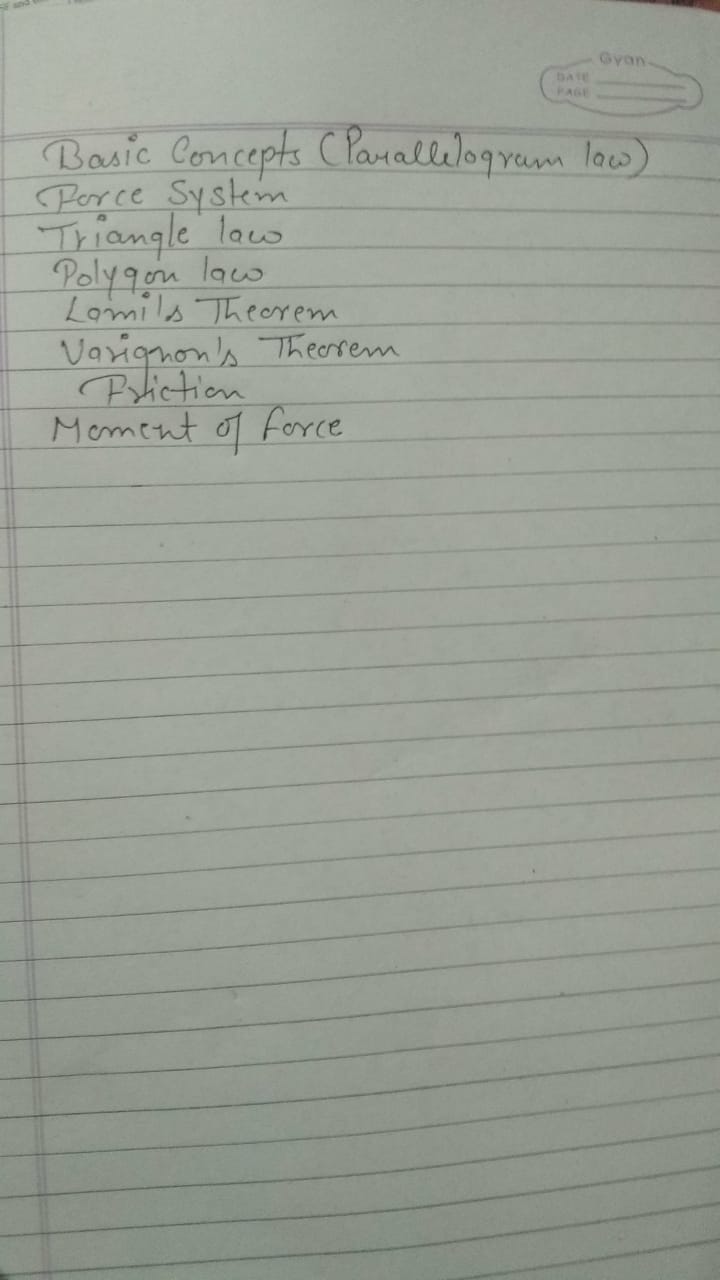 Gyan
DATE
PAGE
Basic Concepts (Parallelogram law)
Force System
Triangle law
Polygon law
Lami's Theorem
Varignon's Theorem
Friction
Moment of force